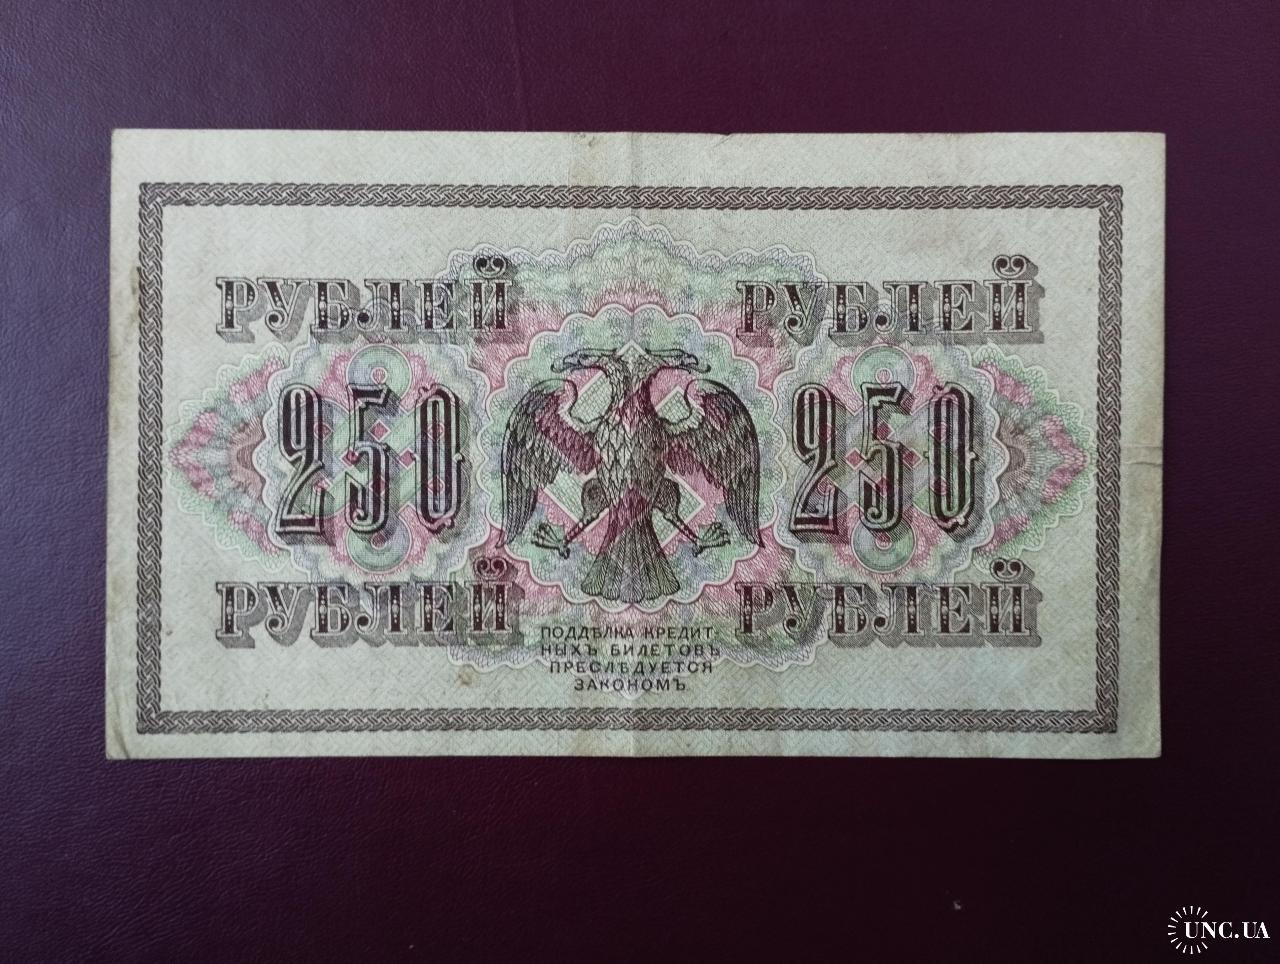 РУБЛЕЙ РУБЛЕЙ
250 250
РУБЛЕЙ РУБЛЕЙ
ПОДДѢЛКА КРЕДИТ-
НЫХЪ БИЛЕТОВЪ
ПРЕСЛѢДУЕТСЯ
ЗАКОНОМЪ.
UNC.UA